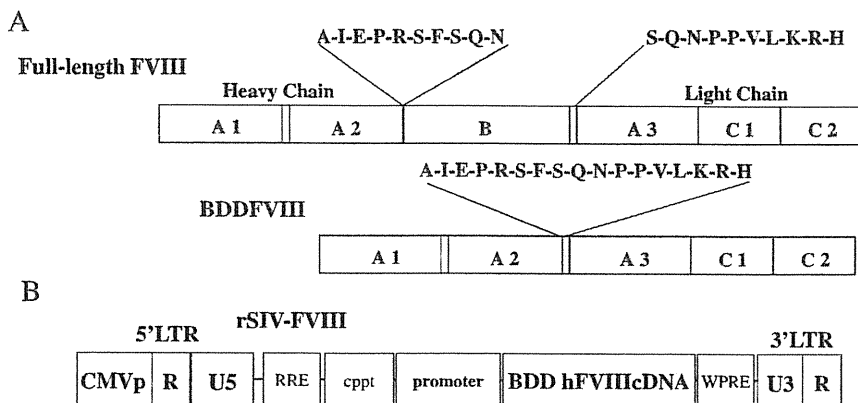 A
A-I-E-P-R-S-F-S-Q-N
S-Q-N-P-P-V-L-K-R-H
Full-length FVIII
Heavy Chain
Light Chain
A 1
A 2
B
A 3
C 1
C 2
A-I-E-P-R-S-F-S-Q-N-P-P-V-L-K-R-H
BDDFVIII
A 1
A 2
A 3
C 1
C 2
B
rSIV-FVIII
5'LTR
3'LTR
CMVp
R
U5
RRE
cppt
promoter
BDD hFVIIIcDNA
WPRE
U3
R